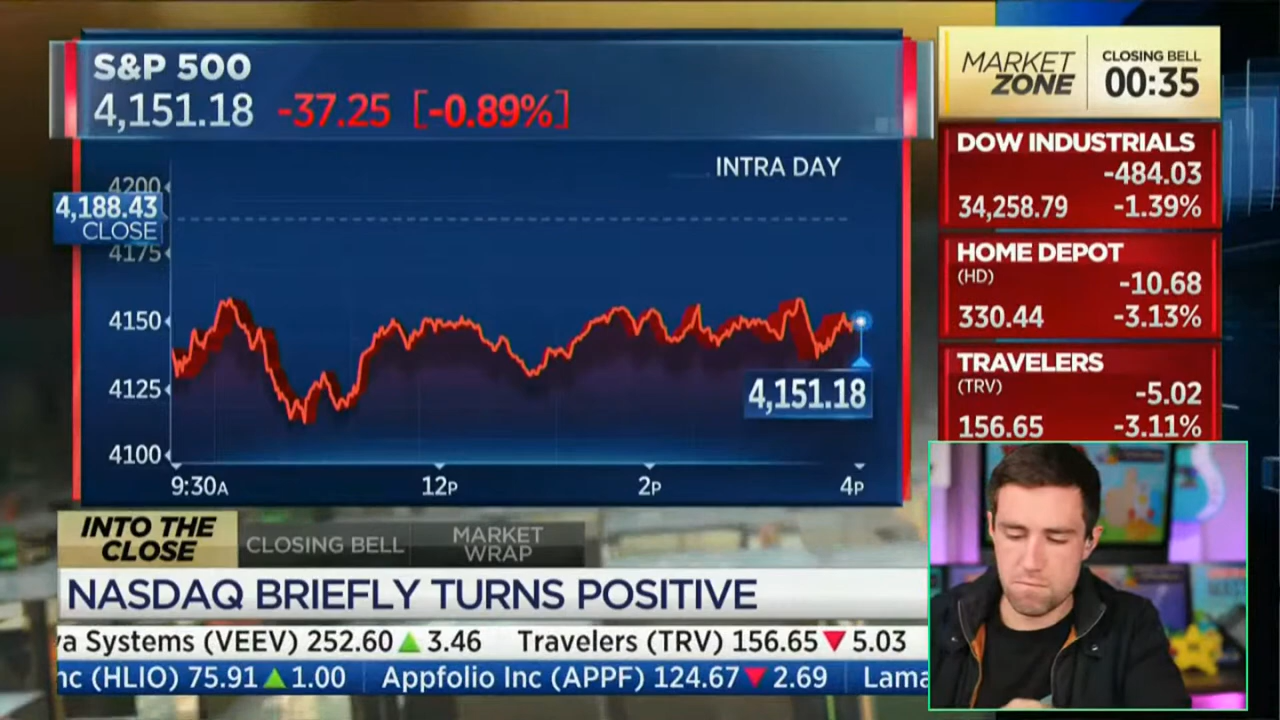 S&P 500
4,151.18 -37.25 [-0.89%]
INTRA DAY
4200
4,188.43
CLOSE
4175
4150
4125
4100
4,151.18
9:30A 12P 2P 4P
MARKET
ZONE
CLOSING BELL
00:35
DOW INDUSTRIALS
-484.03
34,258.79 -1.39%
HOME DEPOT
(HD) -10.68
330.44 -3.13%
TRAVELERS
(TRV) -5.02
156.65 -3.11%
INTO THE
CLOSE
CLOSING BELL
MARKET
WRAP
NASDAQ BRIEFLY TURNS POSITIVE
va Systems (VEEV) 252.60 ▲ 3.46 Travelers (TRV) 156.65 ▼ 5.03
nc (HLIO) 75.91 ▲ 1.00 Appfolio Inc (APPF) 124.67 ▼ 2.69 Lama